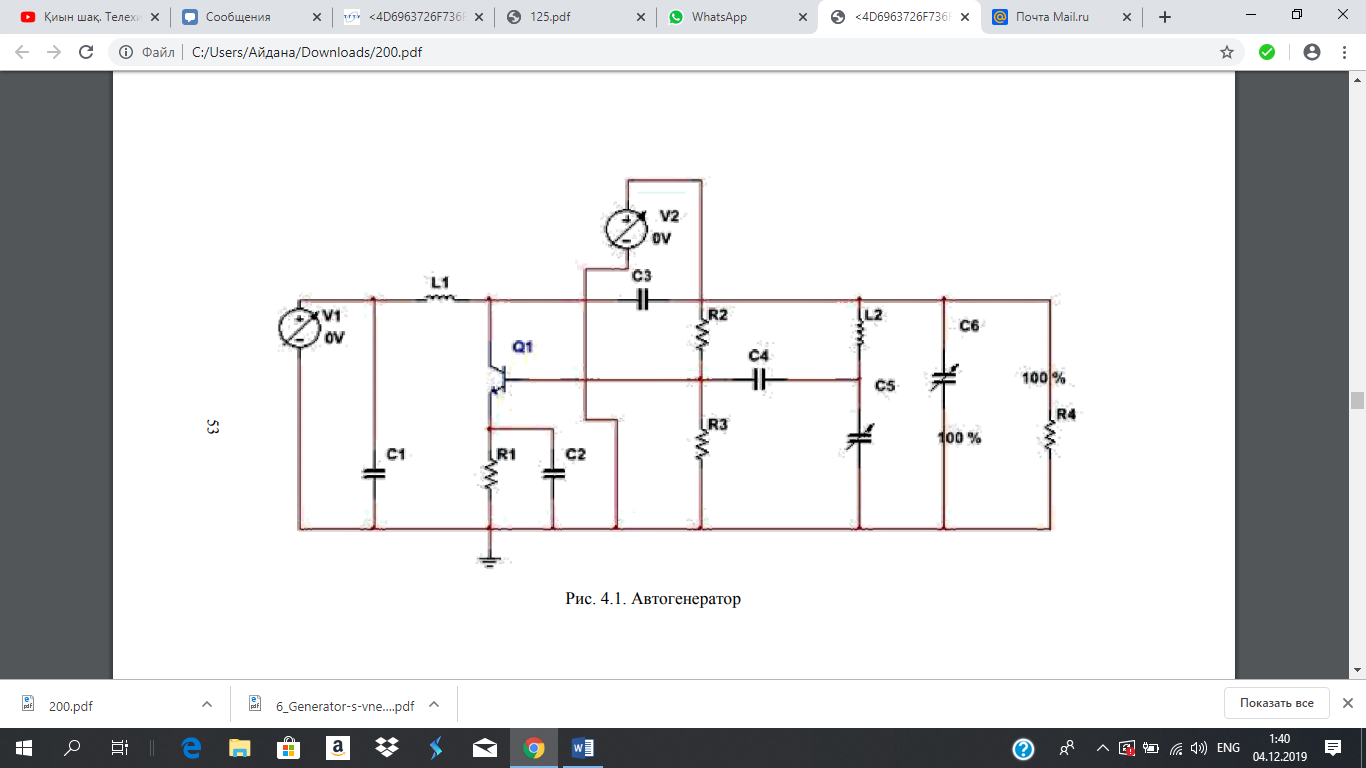 Қиын шақ. Телехи
Сообщения
<4D6963726F736F
125.pdf
WhatsApp
<4D6963726F736F
Почта Mail.ru
Файл | C:/Users/Айдана/Downloads/200.pdf
V2
0V
C3
L1
V1
0V
R2
L2
C6
Q1
C4
C5
100 %
R3
R4
100 %
C1
R1
C2
53
Рис. 4.1. Автогенератор
200.pdf
6_Generator-s-vne....pdf
Показать все
ENG
1:40
04.12.2019